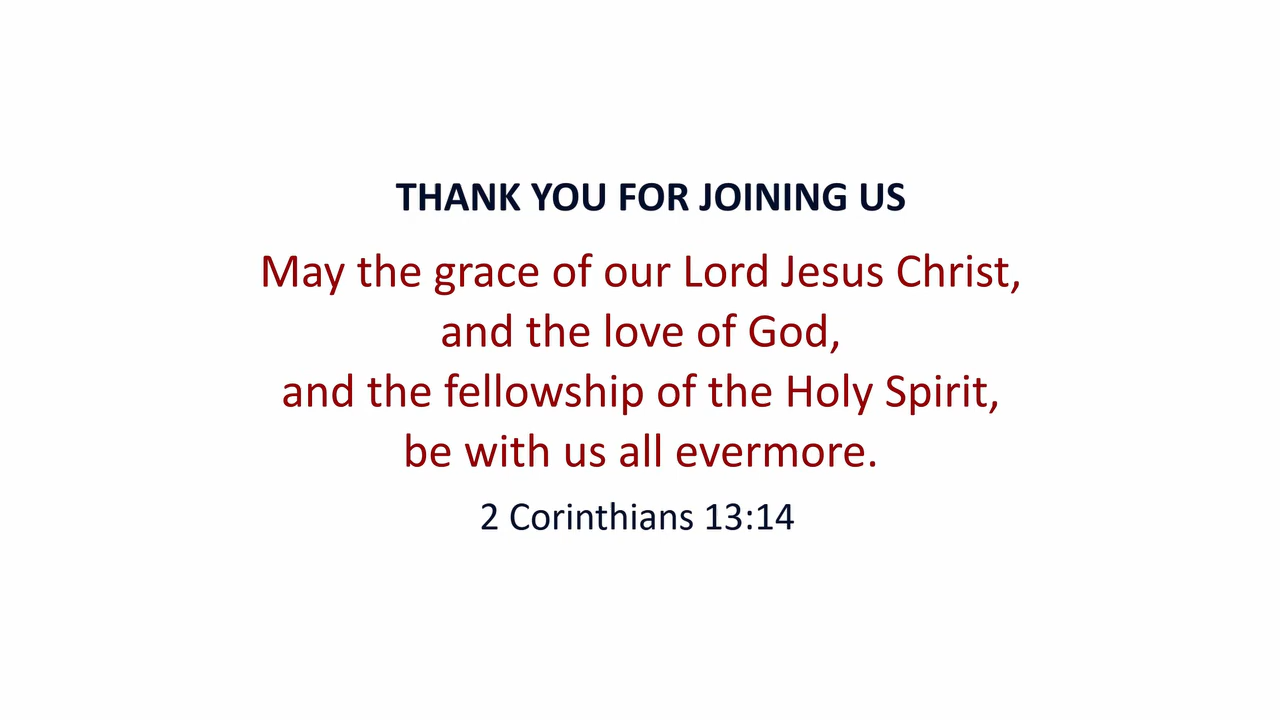 THANK YOU FOR JOINING US
May the grace of our Lord Jesus Christ,
and the love of God,
and the fellowship of the Holy Spirit,
be with us all evermore.
2 Corinthians 13:14